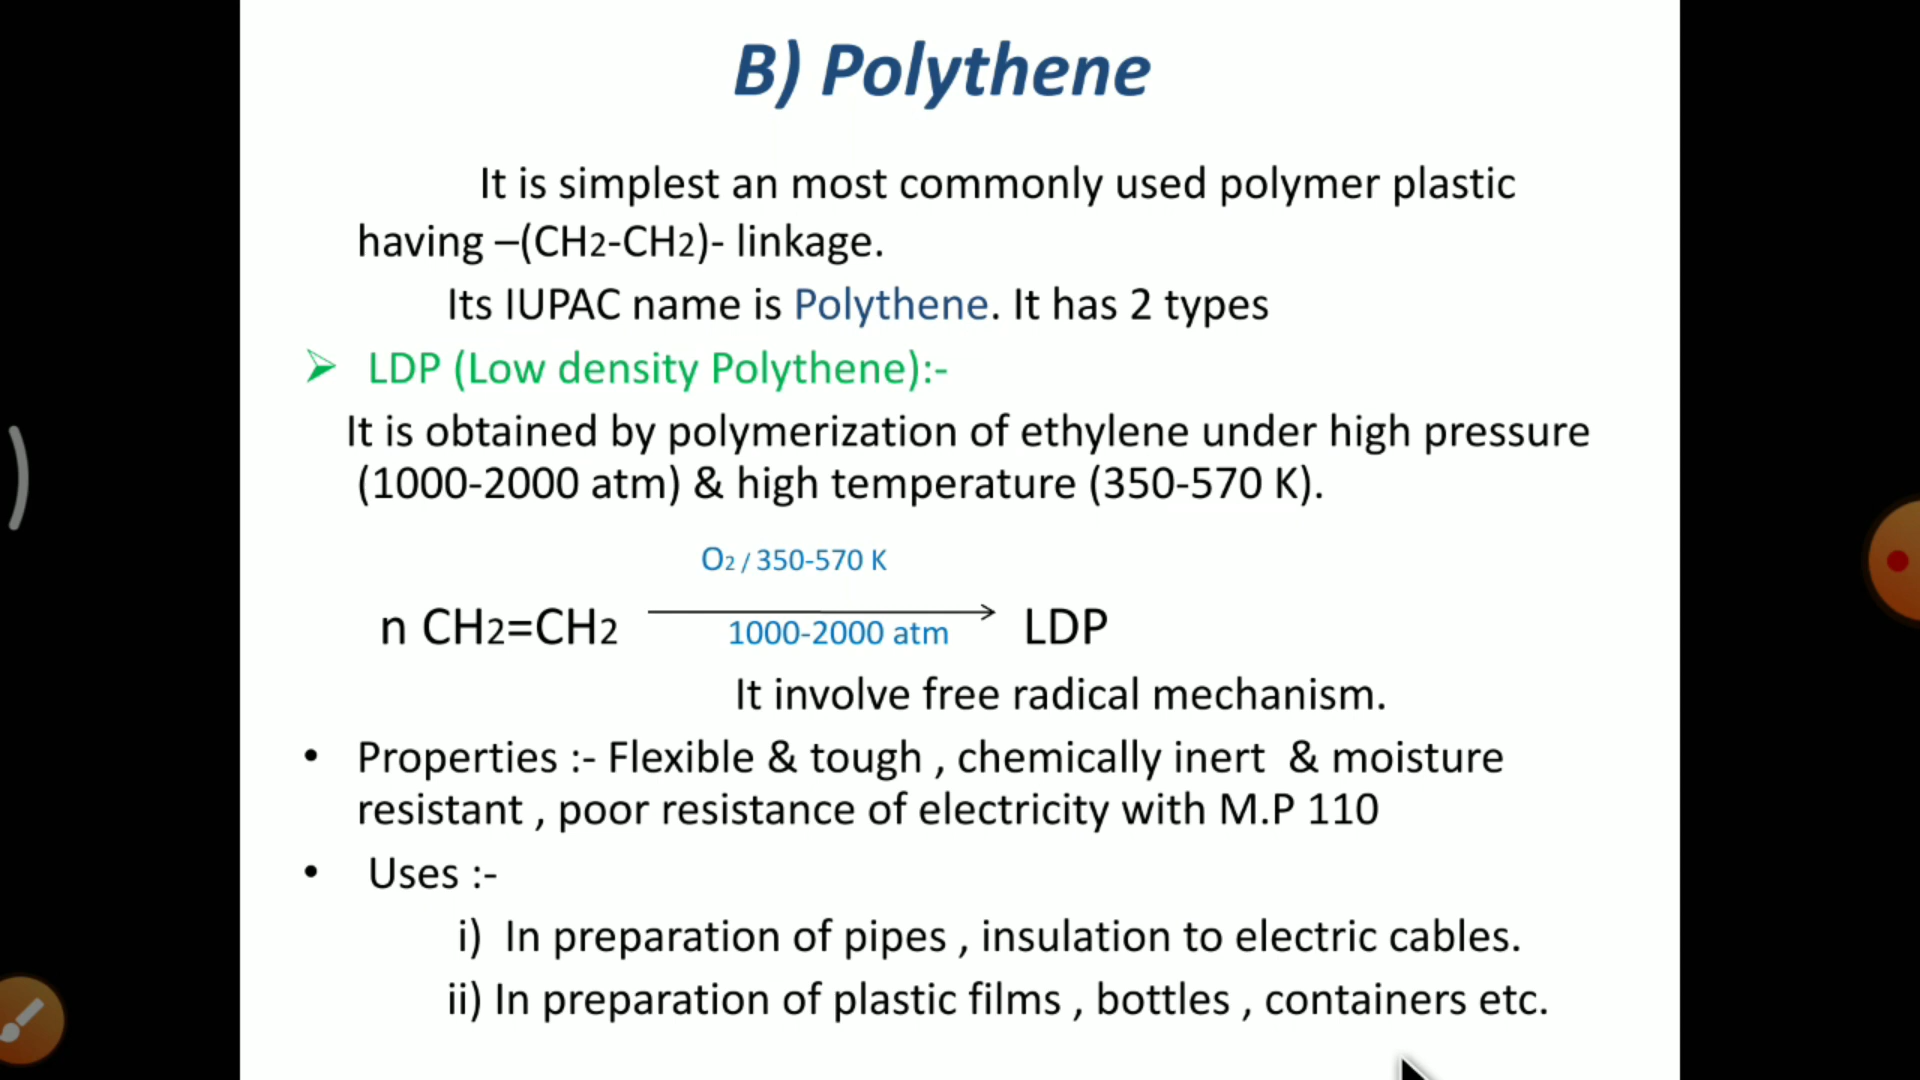 B) Polythene
It is simplest an most commonly used polymer plastic
having –(CH2-CH2)- linkage.
Its IUPAC name is Polythene. It has 2 types
➢ LDP (Low density Polythene):-
It is obtained by polymerization of ethylene under high pressure
(1000-2000 atm) & high temperature (350-570 K).
O2 / 350-570 K
n CH2=CH2 → LDP
1000-2000 atm
It involve free radical mechanism.
• Properties :- Flexible & tough , chemically inert & moisture
resistant , poor resistance of electricity with M.P 110
• Uses :-
i) In preparation of pipes , insulation to electric cables.
ii) In preparation of plastic films , bottles , containers etc.